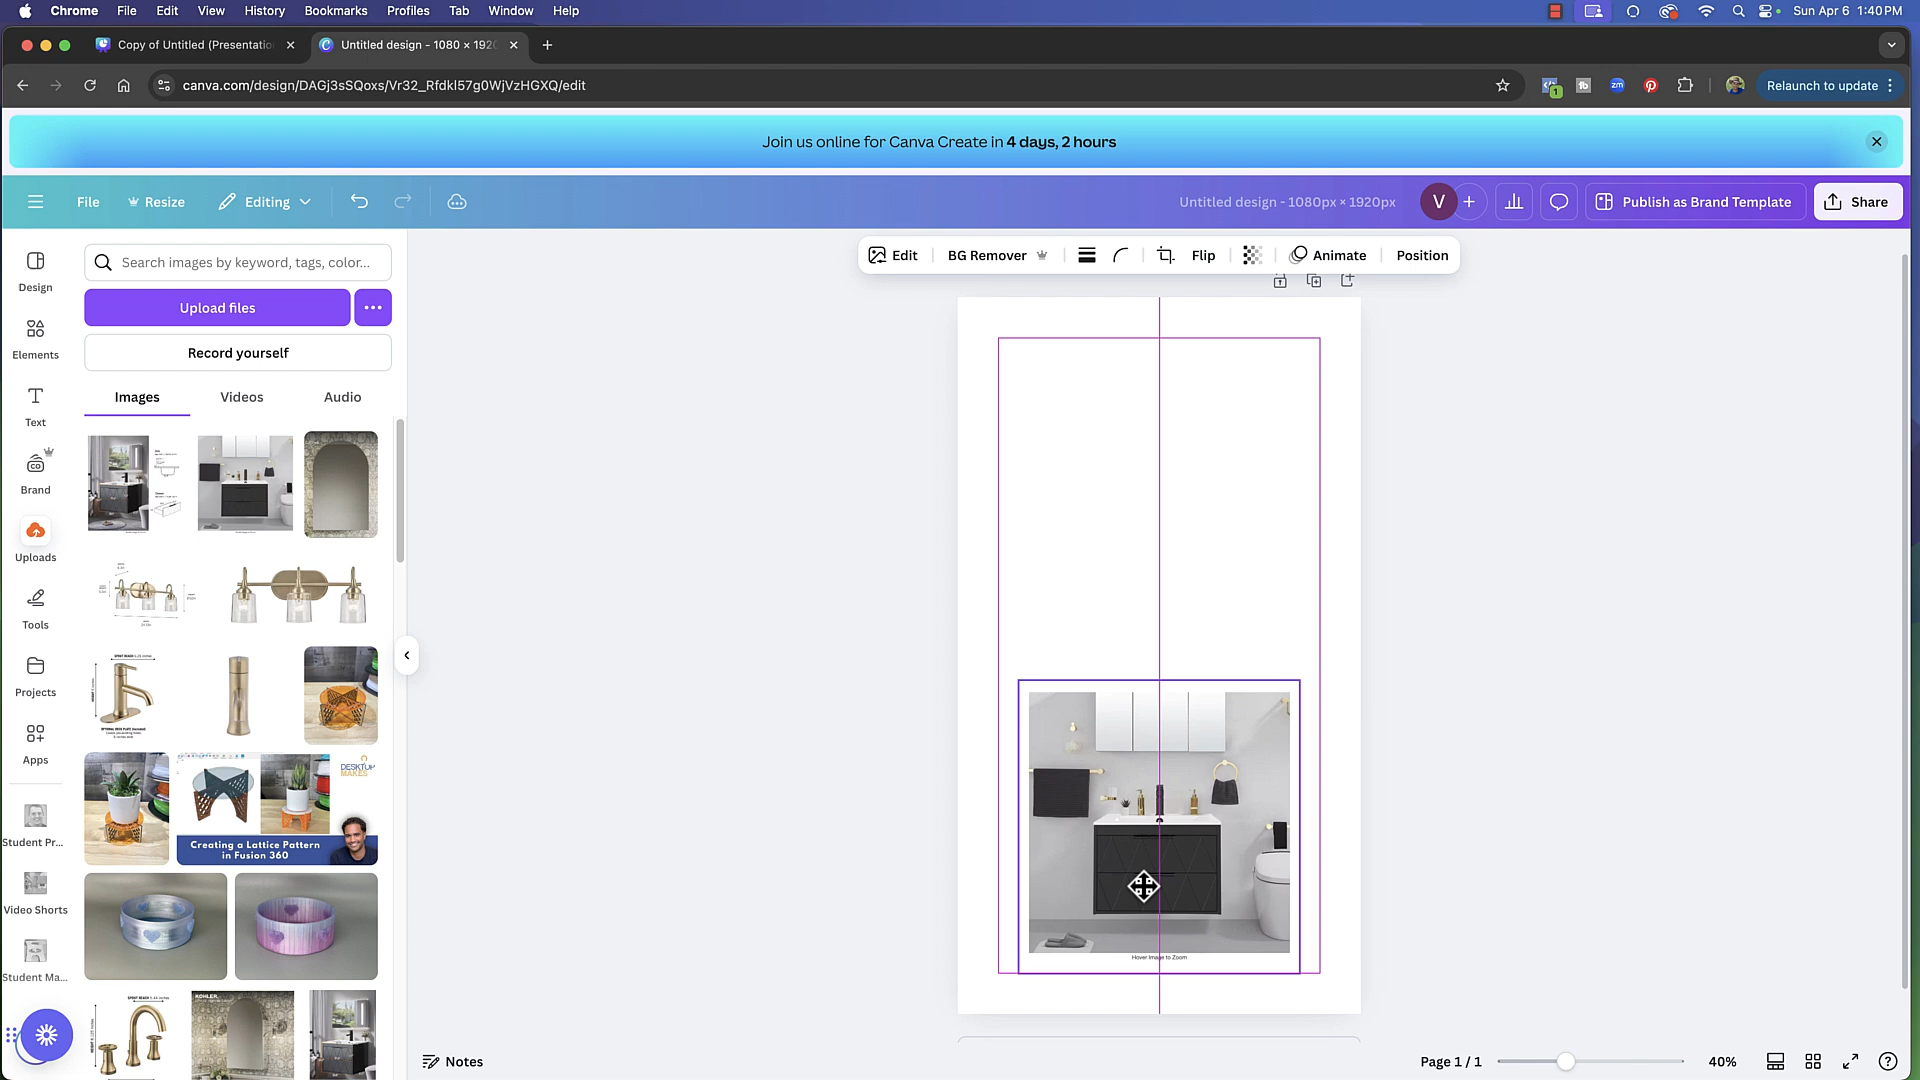 Chrome File Edit View History Bookmarks Profiles Tab Window Help
Sun Apr 6 1:40 PM
Copy of Untitled (Presentatio
Untitled design - 1080 × 192
canva.com/design/DAGj3sSQoxs/Vr32_Rfdkl57g0WjVzHGXQ/edit
1
zm
Relaunch to update
Join us online for Canva Create in 4 days, 2 hours
File Resize Editing
Untitled design - 1080px × 1920px
V
Publish as Brand Template
Share
Design
Elements
Text
Brand
Uploads
Tools
Projects
Apps
Student Pr...
Video Shorts
Student Ma...
Search images by keyword, tags, color...
Upload files
Record yourself
Images Videos Audio
DESKTOP
MAKES
Creating a Lattice Pattern
in Fusion 360
KOHLER.
Edit BG Remover Flip Animate Position
Hover Image to Zoom
Notes
Page 1 / 1
40%